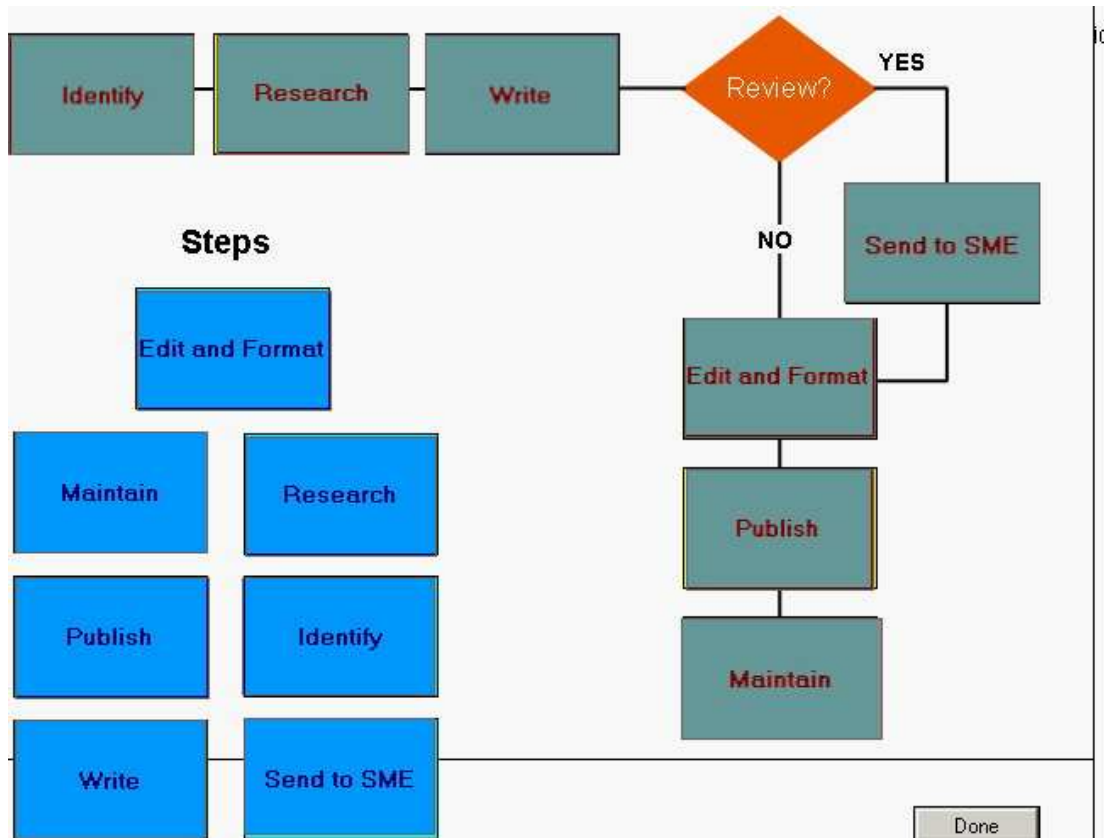 Identify
Research
Write
Review?
YES
NO
Send to SME
Steps
Edit and Format
Edit and Format
Maintain
Research
Publish
Publish
Identify
Maintain
Write
Send to SME
Done